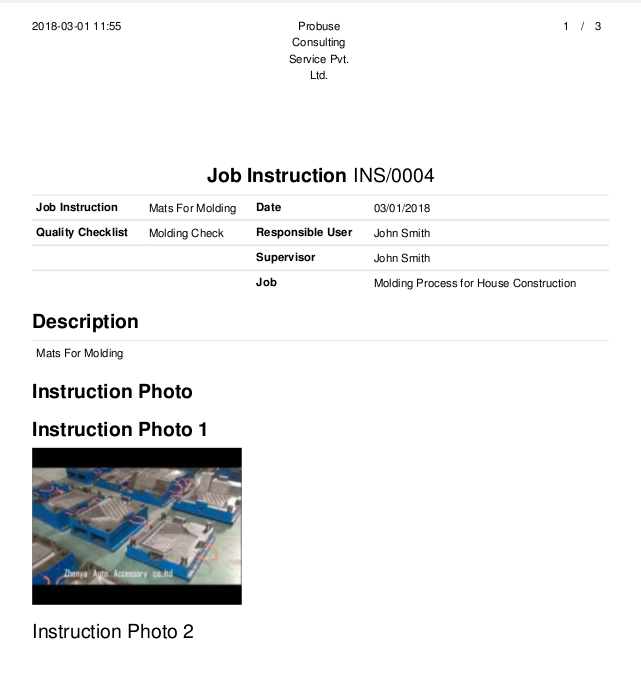 2018-03-01 11:55
Probuse
Consulting
Service Pvt.
Ltd.
1 / 3
Job Instruction INS/0004
Job Instruction Mats For Molding Date 03/01/2018
Quality Checklist Molding Check Responsible User John Smith
Supervisor John Smith
Job Molding Process for House Construction
Description
Mats For Molding
Instruction Photo
Instruction Photo 1
Zhenya Auto Accessory co.ltd
Instruction Photo 2